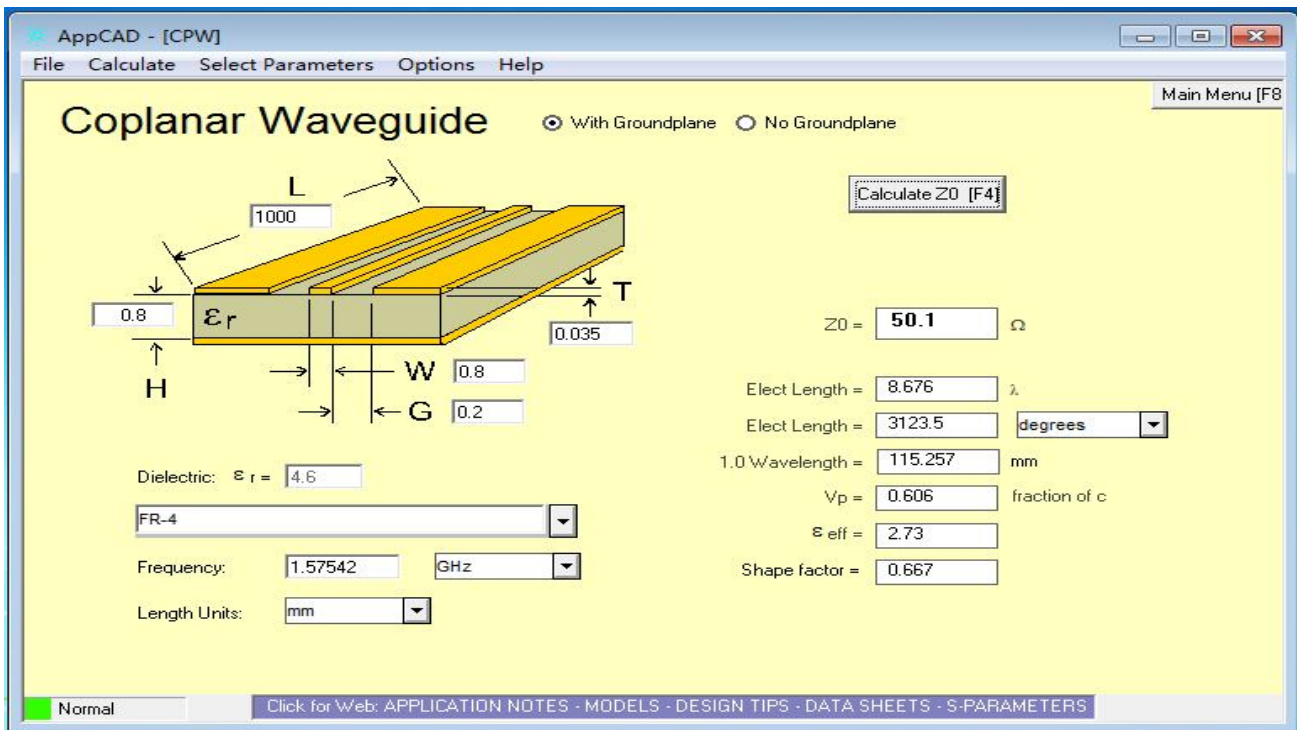 AppCAD - [CPW]
File Calculate Select Parameters Options Help
Main Menu [F8
Coplanar Waveguide
With Groundplane No Groundplane
L
1000
Calculate Z0 [F4]
0.8
εr
T
0.035
H
W 0.8
G 0.2
Z0 = 50.1 Ω
Elect Length = 8.676 λ
Elect Length = 3123.5 degrees
1.0 Wavelength = 115.257 mm
Vp = 0.606 fraction of c
ε eff = 2.73
Shape factor = 0.667
Dielectric: ε r = 4.6
FR-4
Frequency: 1.57542 GHz
Length Units: mm
Normal
Click for Web: APPLICATION NOTES - MODELS - DESIGN TIPS - DATA SHEETS - S-PARAMETERS